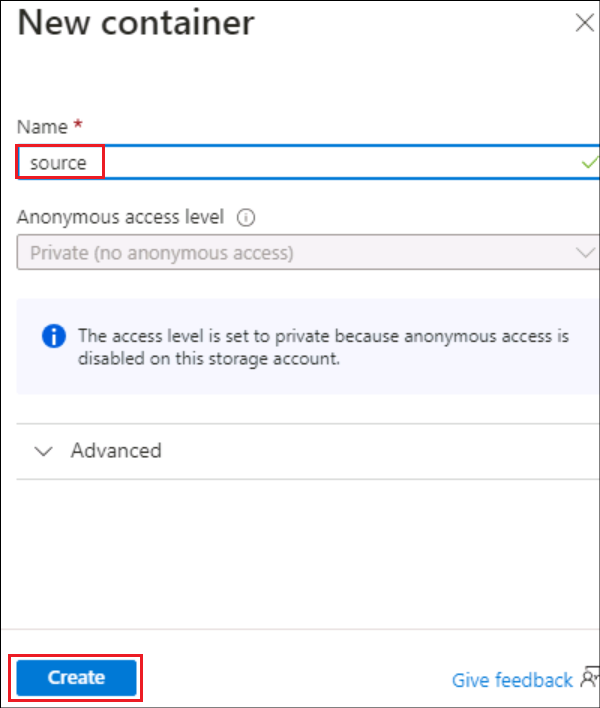 New container
Name *
source
Anonymous access level
Private (no anonymous access)
The access level is set to private because anonymous access is
disabled on this storage account.
Advanced
Create
Give feedback